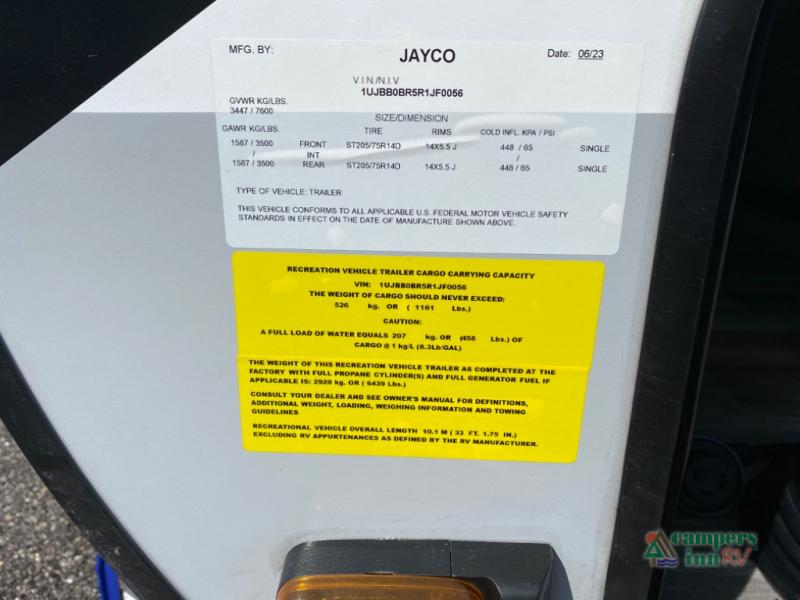 MFG. BY: JAYCO Date: 06/23
V.I.N./N.I.V
1UJBB0BR5R1JF0056
GVWR KG/LBS.
3447 / 7600
SIZE/DIMENSION
GAWR KG/LBS. TIRE RIMS COLD INFL. KPA / PSI
1587 / 3500 FRONT ST205/75R14D 14X5.5 J 448 / 65 SINGLE
/ INT /
1587 / 3500 REAR ST205/75R14D 14X5.5 J 448 / 65 SINGLE
TYPE OF VEHICLE: TRAILER
THIS VEHICLE CONFORMS TO ALL APPLICABLE U.S. FEDERAL MOTOR VEHICLE SAFETY
STANDARDS IN EFFECT ON THE DATE OF MANUFACTURE SHOWN ABOVE.
RECREATION VEHICLE TRAILER CARGO CARRYING CAPACITY
VIN: 1UJBB0BR5R1JF0056
THE WEIGHT OF CARGO SHOULD NEVER EXCEED:
526 kg. OR ( 1161 Lbs.)
CAUTION:
A FULL LOAD OF WATER EQUALS 207 kg. OR (458 Lbs.) OF
CARGO @ 1 kg/L (8.3Lb/GAL)
THE WEIGHT OF THIS RECREATION VEHICLE TRAILER AS COMPLETED AT THE
FACTORY WITH FULL PROPANE CYLINDER(S) AND FULL GENERATOR FUEL IF
APPLICABLE IS: 2920 kg. OR ( 6439 Lbs.)
CONSULT YOUR DEALER AND SEE OWNER'S MANUAL FOR DEFINITIONS,
ADDITIONAL WEIGHT, LOADING, WEIGHING INFORMATION AND TOWING
GUIDELINES
RECREATIONAL VEHICLE OVERALL LENGTH 10.1 M ( 33 FT. 1.75 IN.)
EXCLUDING RV APPURTENANCES AS DEFINED BY THE RV MANUFACTURER.
campers
inn RV